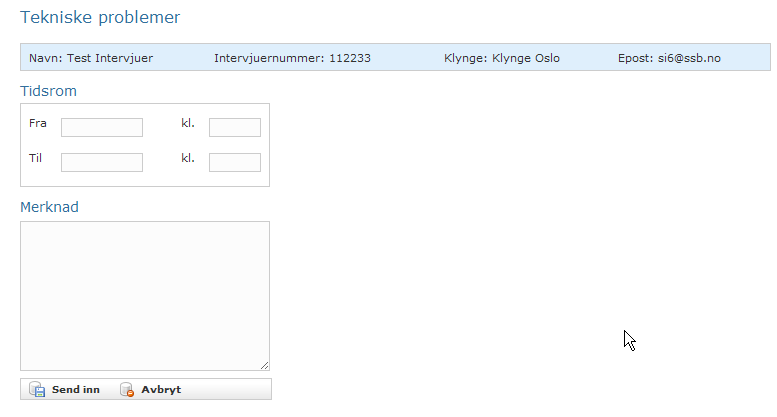 Tekniske problemer
Navn: Test Intervjuer Intervjuernummer: 112233 Klynge: Klynge Oslo Epost: si6@ssb.no
Tidsrom
Fra kl.
Til kl.
Merknad
Send inn Avbryt